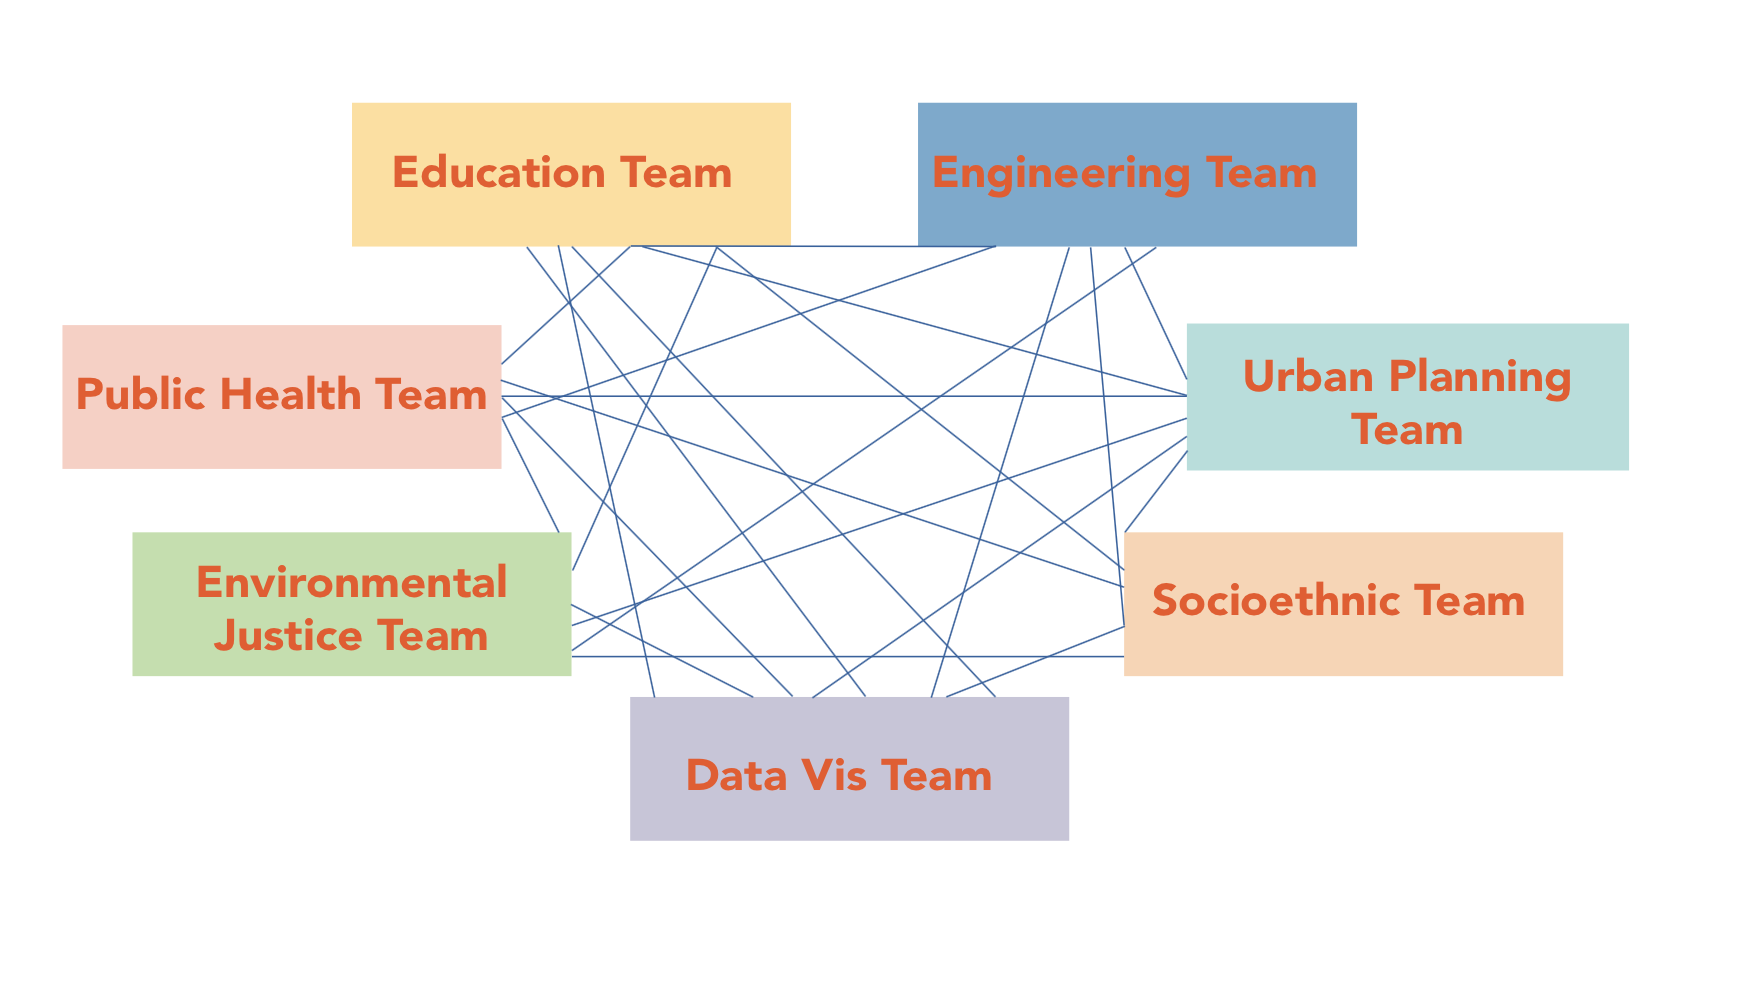 Education Team
Engineering Team
Public Health Team
Urban Planning
Team
Environmental
Justice Team
Socioethnic Team
Data Vis Team